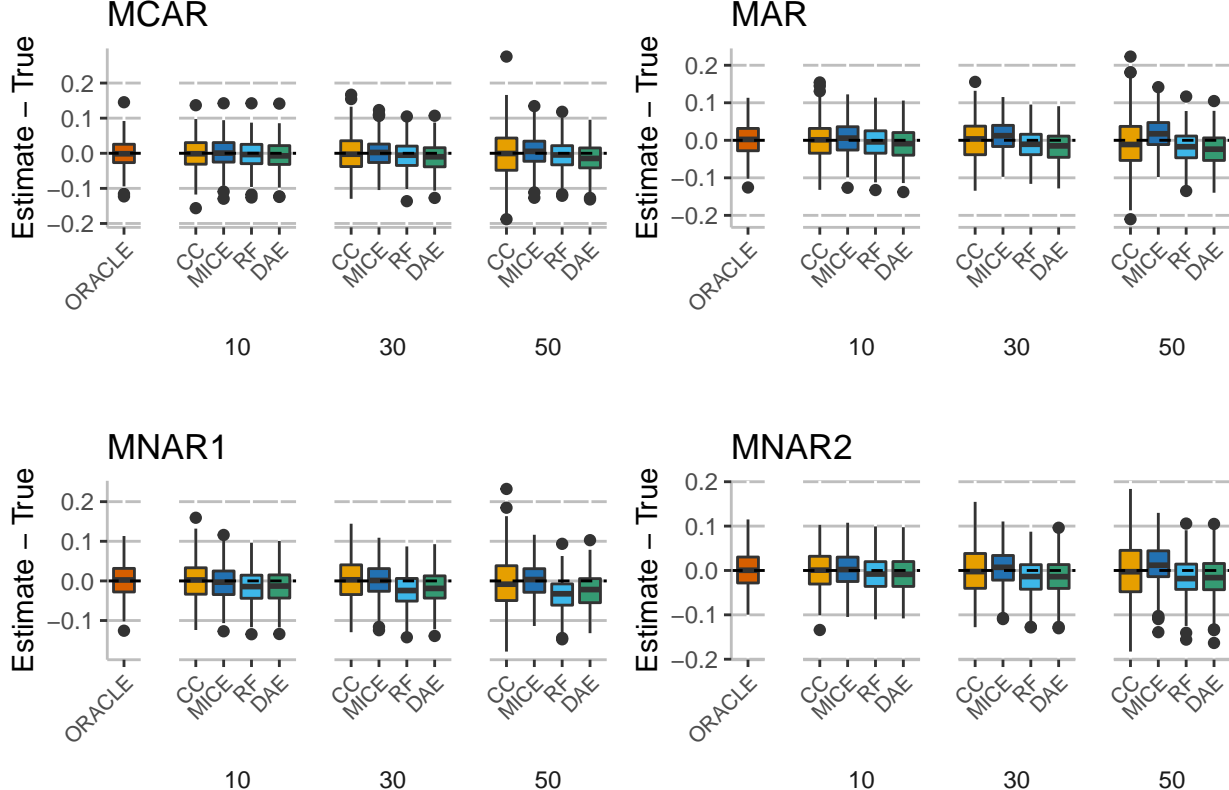 MCAR
Estimate − True
0.2
0.1
0.0
−0.1
−0.2
ORACLE
CC
MICE
RF
DAE
CC
MICE
RF
DAE
CC
MICE
RF
DAE
10
30
50
MAR
Estimate − True
0.2
0.1
0.0
−0.1
−0.2
ORACLE
CC
MICE
RF
DAE
CC
MICE
RF
DAE
CC
MICE
RF
DAE
10
30
50
MNAR1
Estimate − True
0.2
0.1
0.0
−0.1
ORACLE
CC
MICE
RF
DAE
CC
MICE
RF
DAE
CC
MICE
RF
DAE
10
30
50
MNAR2
Estimate − True
0.2
0.1
0.0
−0.1
−0.2
ORACLE
CC
MICE
RF
DAE
CC
MICE
RF
DAE
CC
MICE
RF
DAE
10
30
50